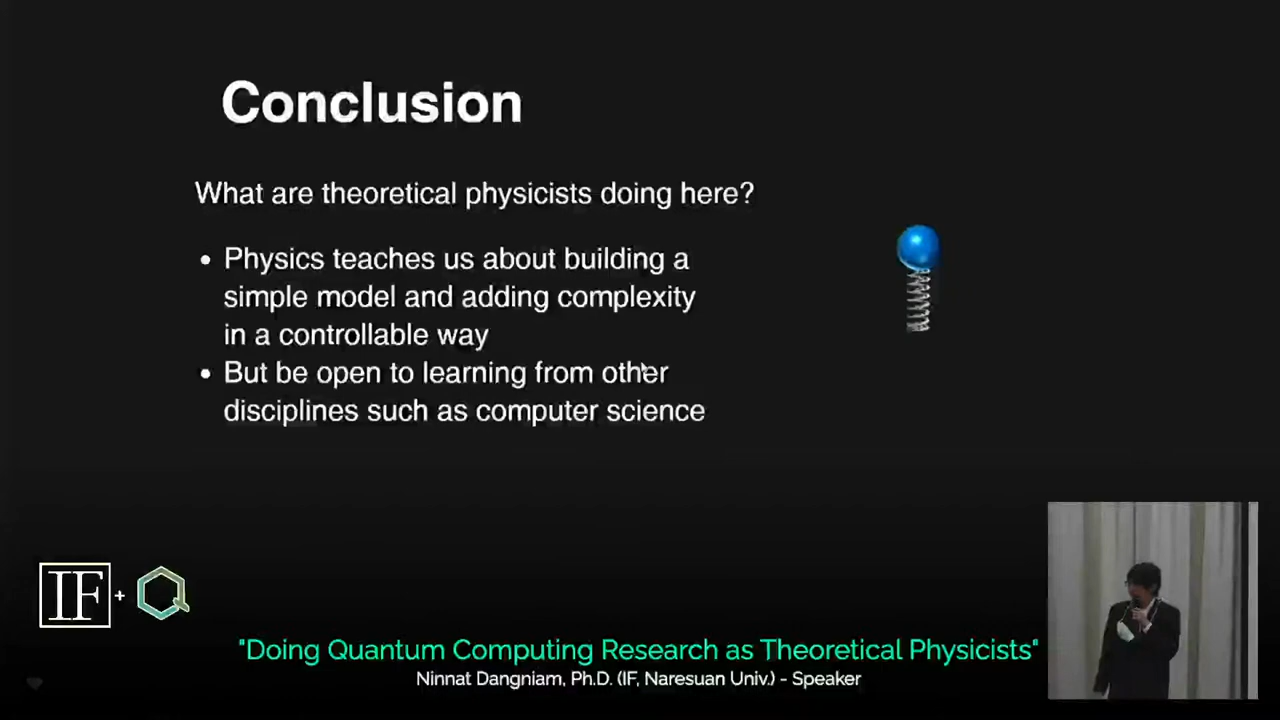 Conclusion
What are theoretical physicists doing here?
• Physics teaches us about building a
simple model and adding complexity
in a controllable way
• But be open to learning from other
disciplines such as computer science
IF + Q
"Doing Quantum Computing Research as Theoretical Physicists"
Ninnat Dangniam, Ph.D. (IF, Naresuan Univ.) - Speaker